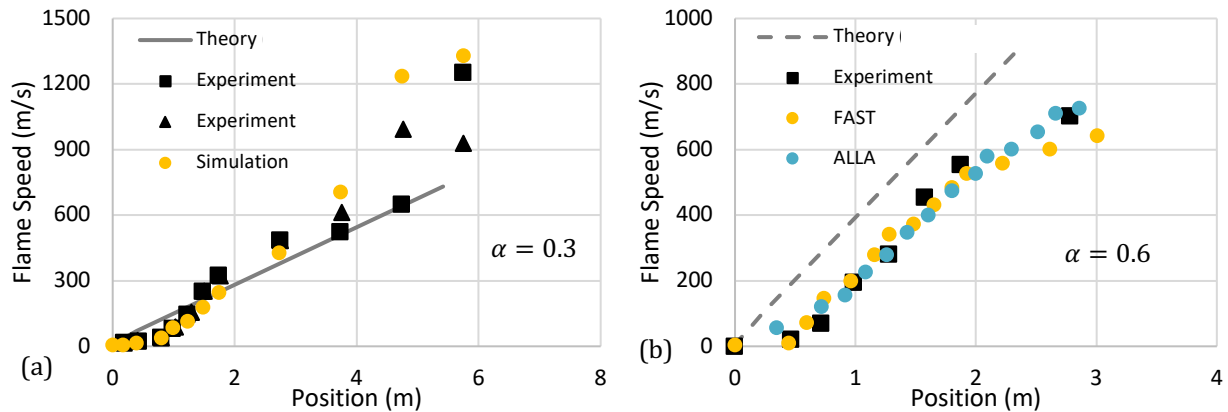 1500
1200
900
600
300
0
Flame Speed (m/s)
Theory
Experiment
Experiment
Simulation
α = 0.3
0
2
4
6
8
Position (m)
(a)
1000
800
600
400
200
0
Flame Speed (m/s)
Theory
Experiment
FAST
ALLA
α = 0.6
0
1
2
3
4
Position (m)
(b)